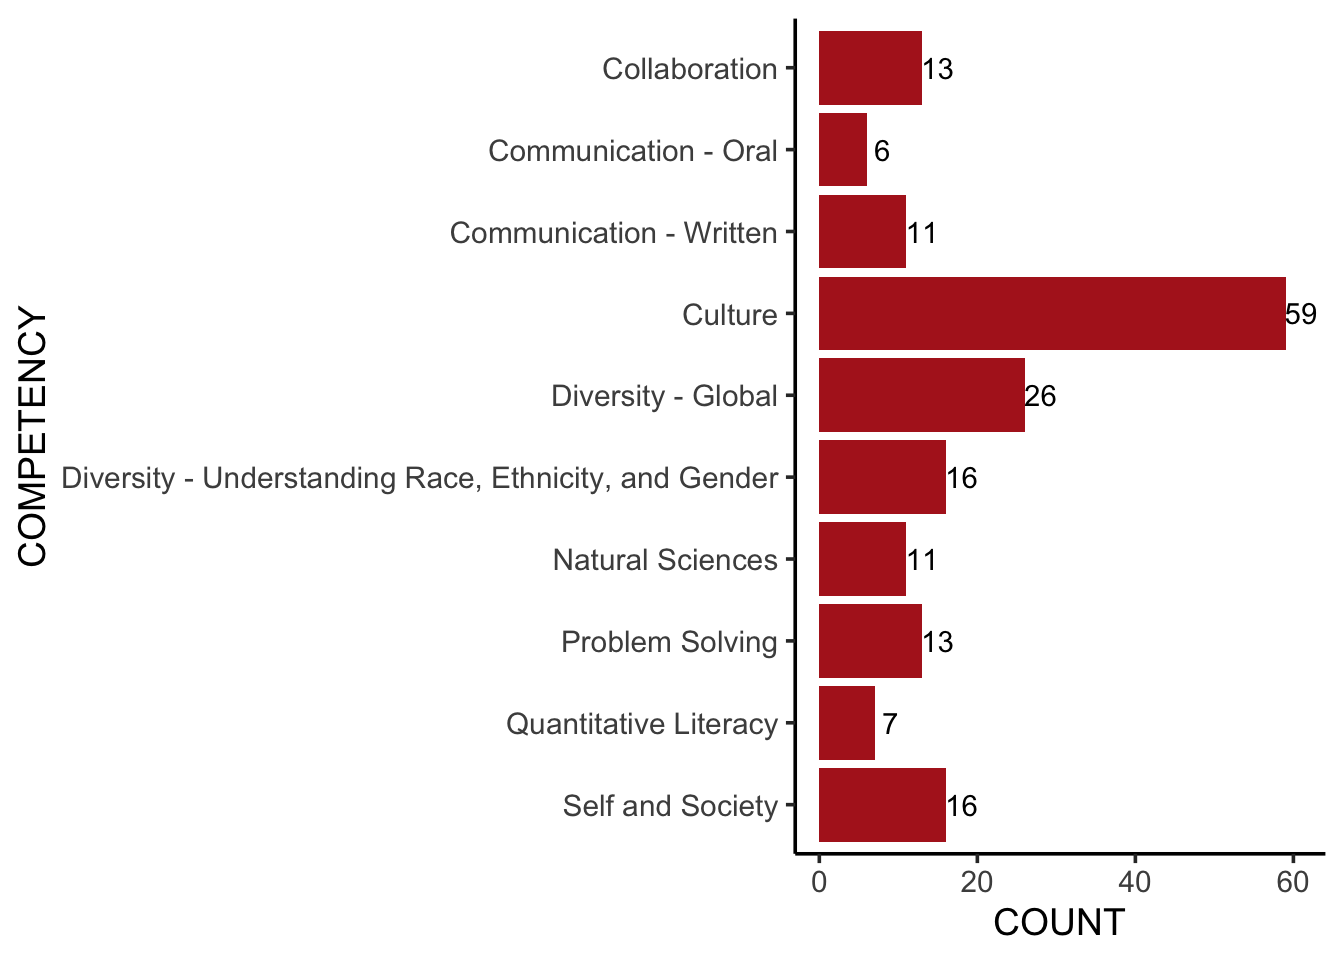 COMPETENCY
Collaboration 13
Communication - Oral 6
Communication - Written 11
Culture 59
Diversity - Global 26
Diversity - Understanding Race, Ethnicity, and Gender 16
Natural Sciences 11
Problem Solving 13
Quantitative Literacy 7
Self and Society 16
0 20 40 60
COUNT